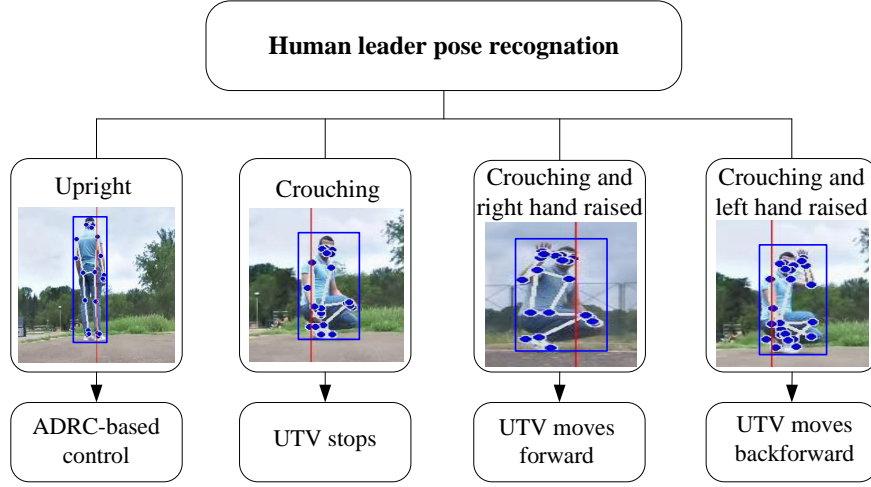 Human leader pose recognation
Upright
Crouching
Crouching and
right hand raised
Crouching and
left hand raised
ADRC-based
control
UTV stops
UTV moves
forward
UTV moves
backforward